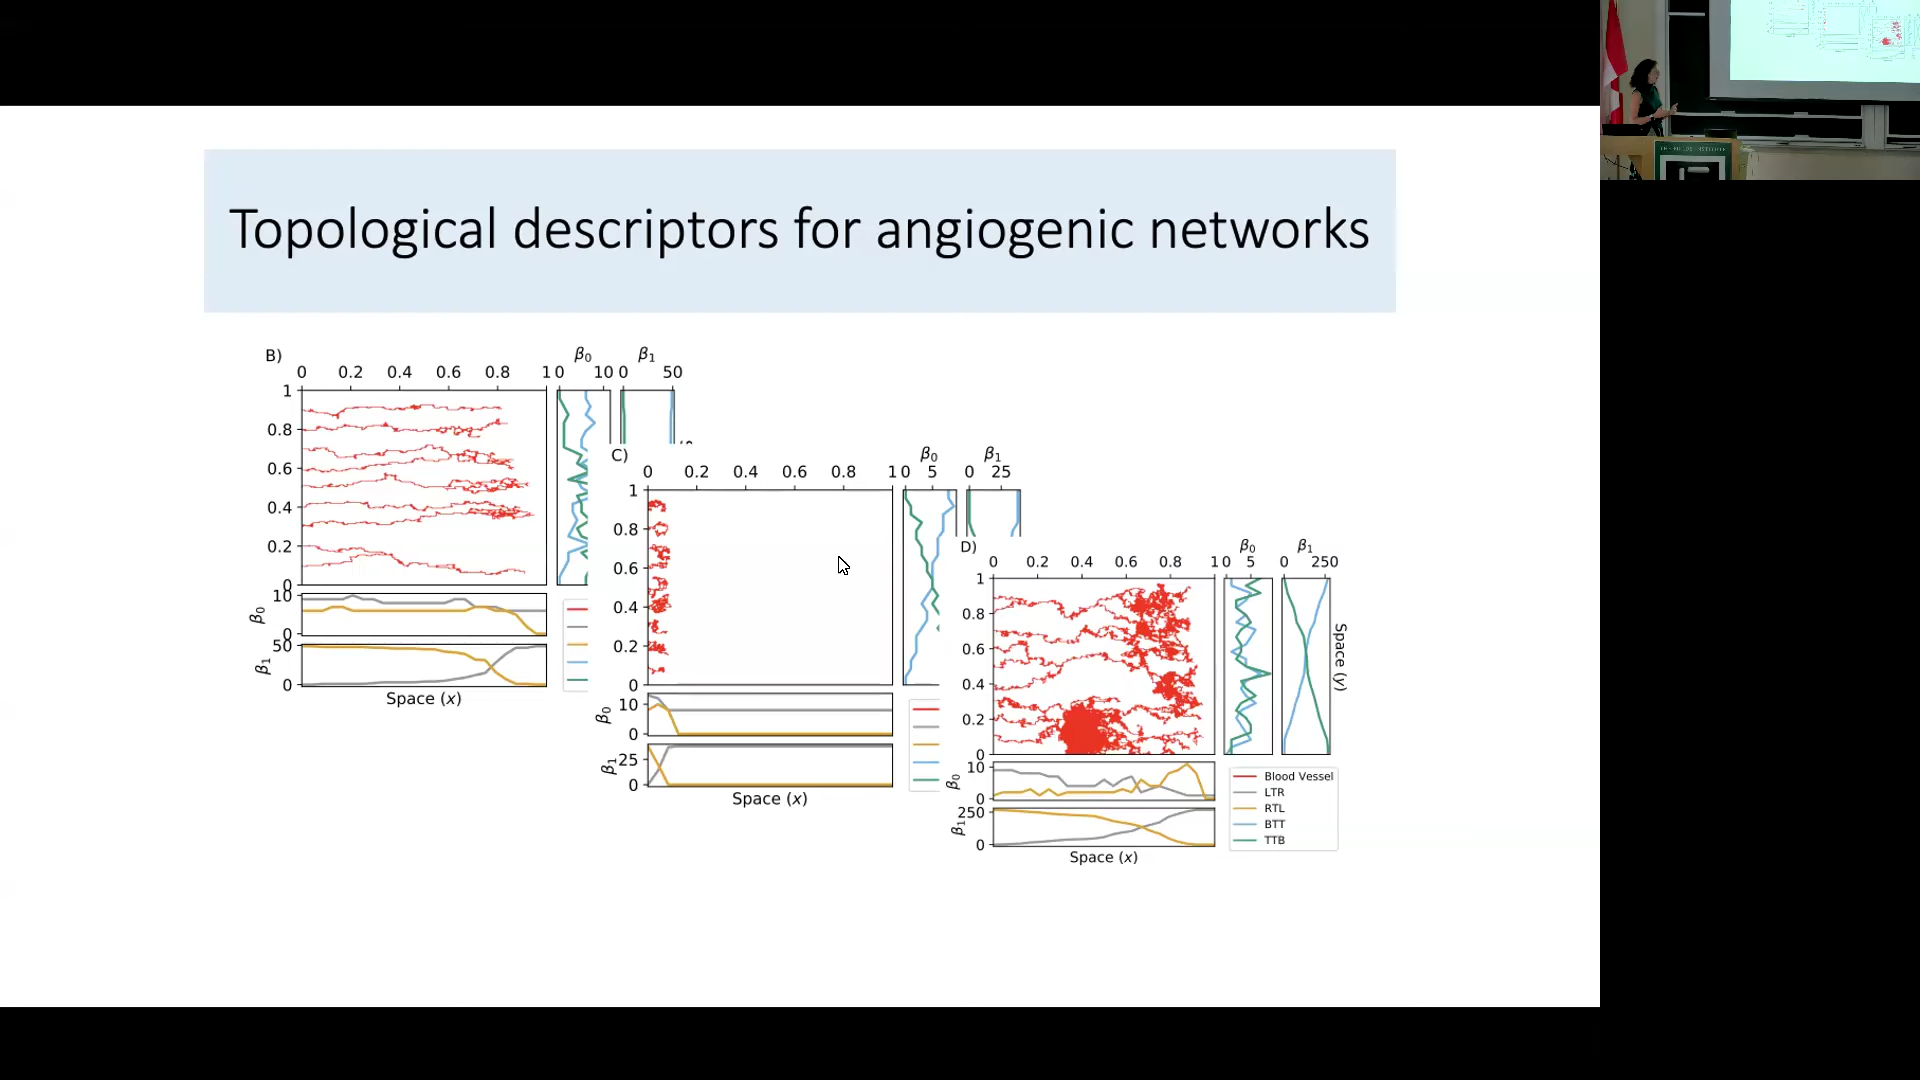 Topological descriptors for angiogenic networks
B)
β0
β1
0 0.2 0.4 0.6 0.8 1 0 10 0 50
1
0.8
0.6
0.4
0.2
0
β0
10
0
β1
50
0
Space (x)
C)
β0
β1
0 0.2 0.4 0.6 0.8 1 0 5 0 25
1
0.8
0.6
0.4
0.2
0
β0
10
0
β1
25
0
Space (x)
D)
β0
β1
0 0.2 0.4 0.6 0.8 1 0 5 0 250
1
0.8
0.6
0.4
0.2
0
Space (y)
β0
10
0
β1
250
0
Space (x)
Blood Vessel
LTR
RTL
BTT
TTB
THE FIELDS INSTITUTE